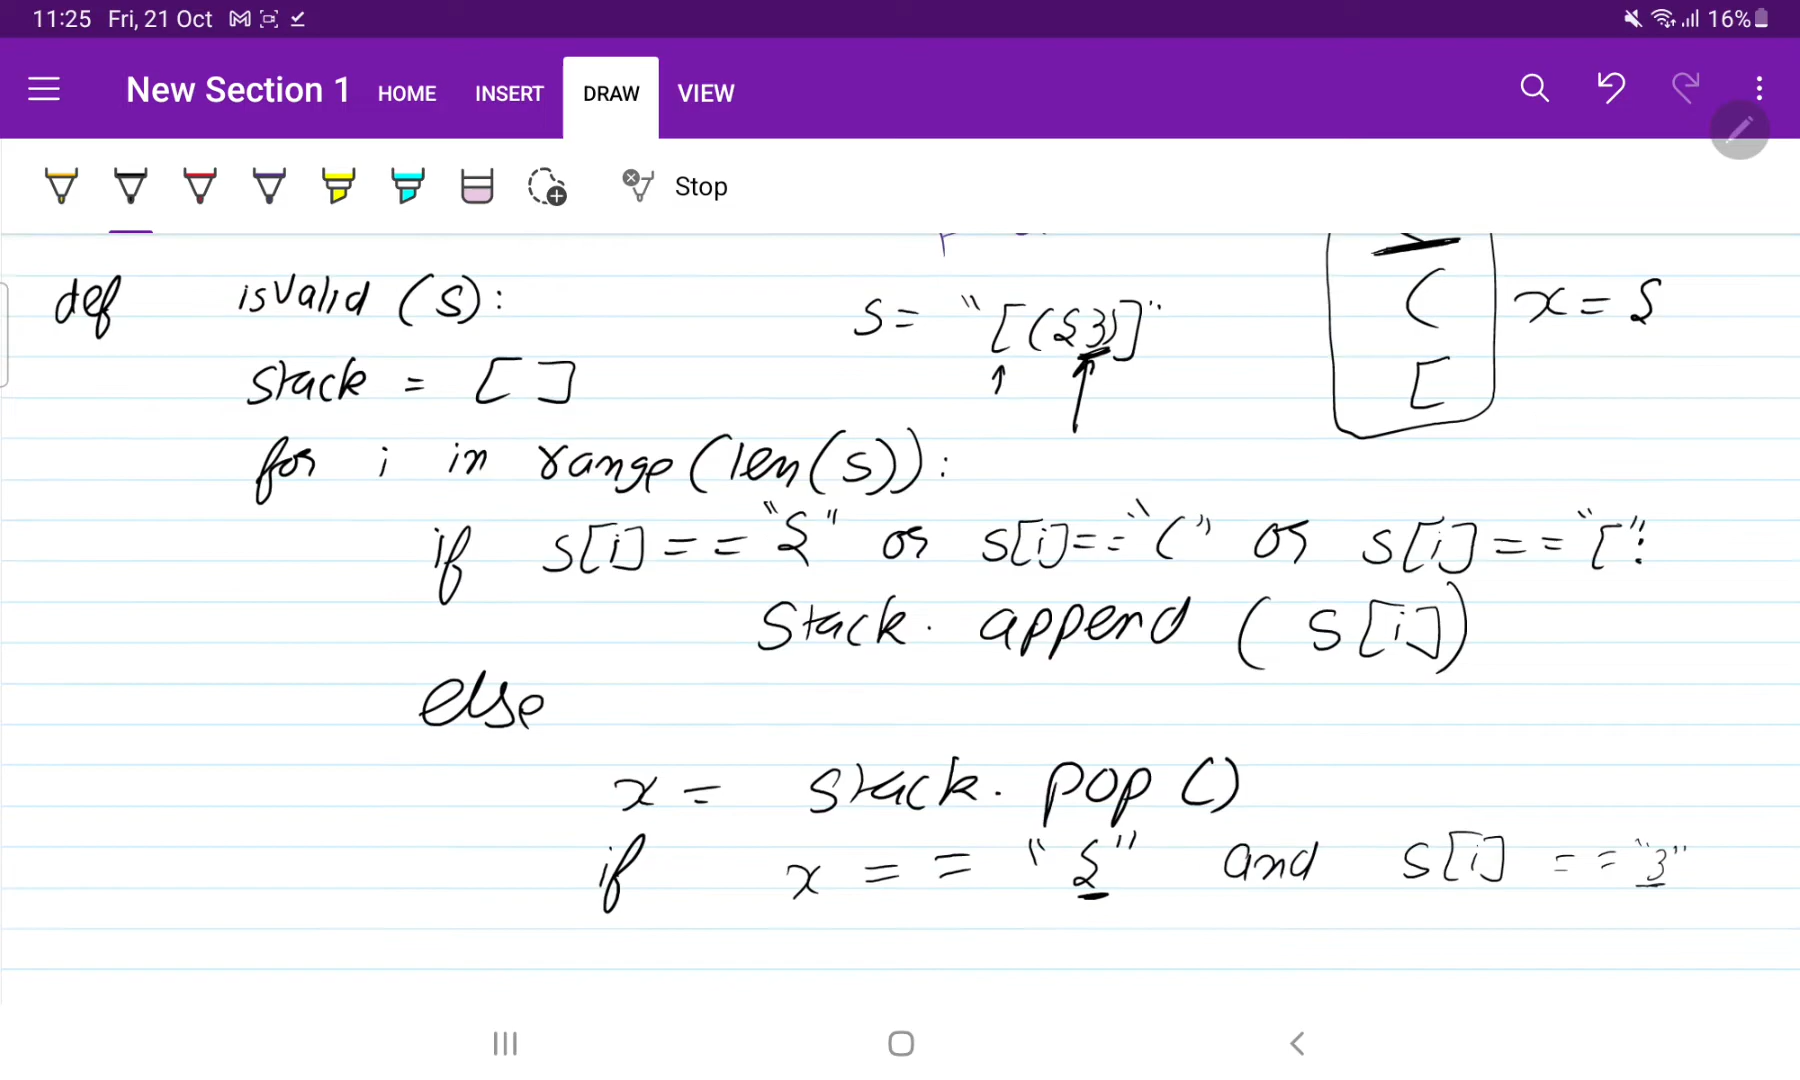 11:25 Fri, 21 Oct 16%
New Section 1 HOME INSERT DRAW VIEW
Stop
def isValid (s):
s = "[({})]"
( x = {
[
stack = [ ]
for i in range(len(s)):
if s[i] == "{" or s[i] == "(" or s[i] == "[":
Stack. append ( s[i])
else
x = stack. pop ()
if x == "{" and s[i] == "}"